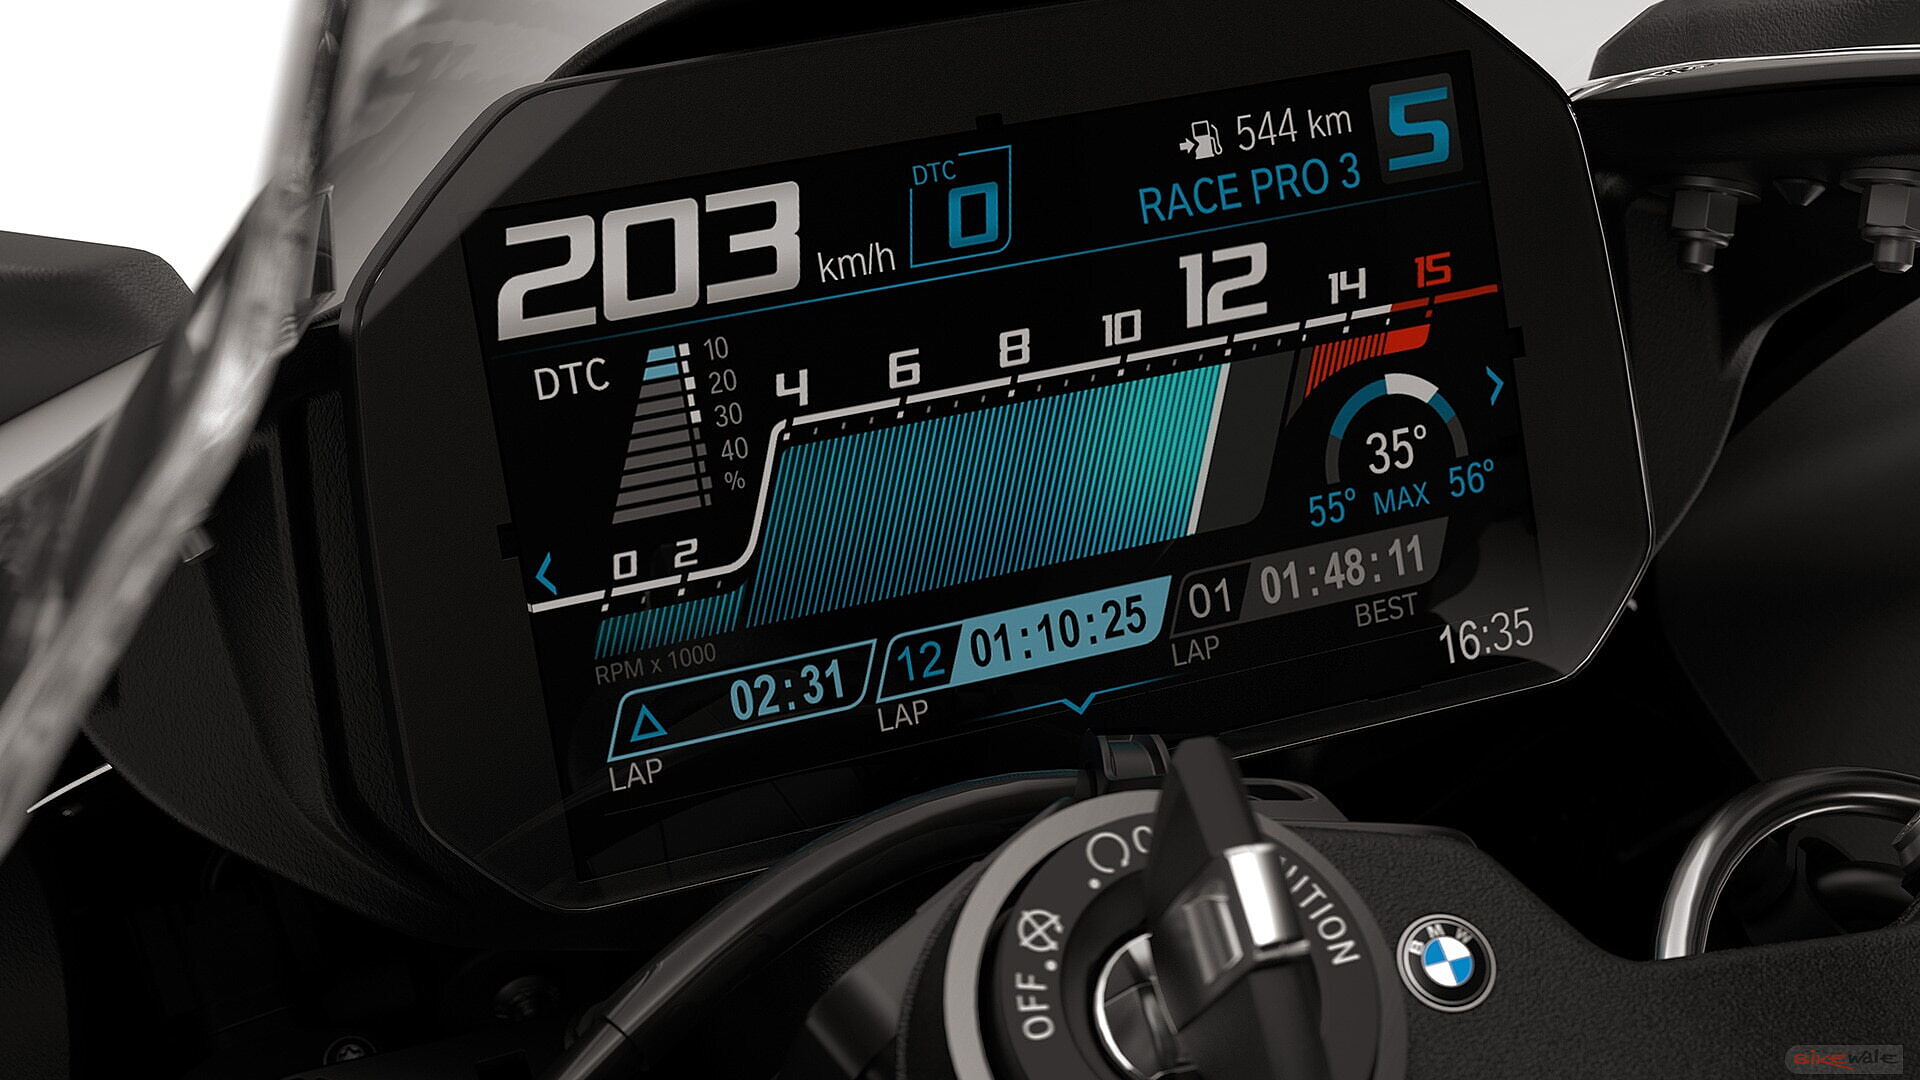 544 km
S
DTC
0
RACE PRO 3
203 km/h
DTC
10
20
30
40
%
0 2 4 6 8 10 12 14 15
35°
55° MAX 56°
RPM x 1000
02:31
LAP
12 01:10:25
LAP
01 01:48:11
LAP BEST
16:35
OFF
BMW
BikeWale